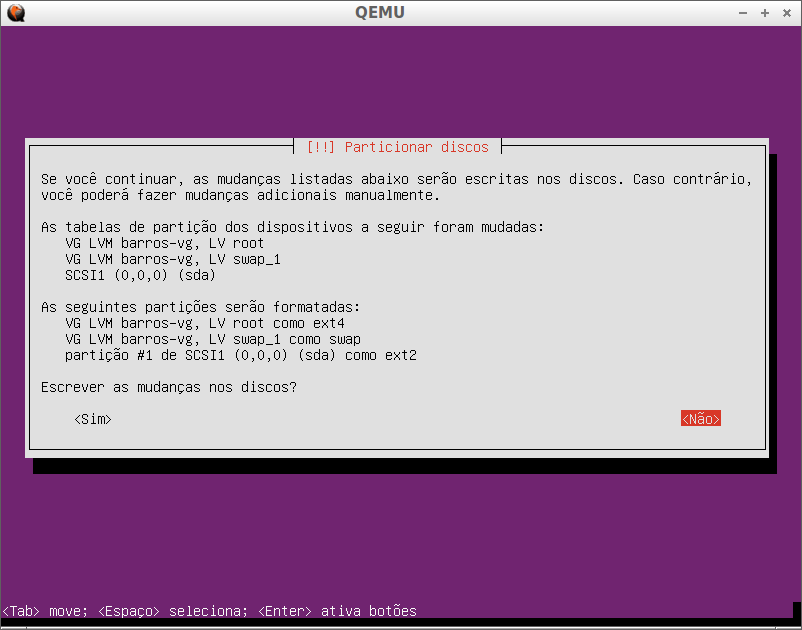 QEMU
[!!] Particionar discos
Se você continuar, as mudanças listadas abaixo serão escritas nos discos. Caso contrário,
você poderá fazer mudanças adicionais manualmente.
As tabelas de partição dos dispositivos a seguir foram mudadas:
VG LVM barros-vg, LV root
VG LVM barros-vg, LV swap_1
SCSI1 (0,0,0) (sda)
As seguintes partições serão formatadas:
VG LVM barros-vg, LV root como ext4
VG LVM barros-vg, LV swap_1 como swap
partição #1 de SCSI1 (0,0,0) (sda) como ext2
Escrever as mudanças nos discos?
<Sim> <Não>
<Tab> move; <Espaço> seleciona; <Enter> ativa botões